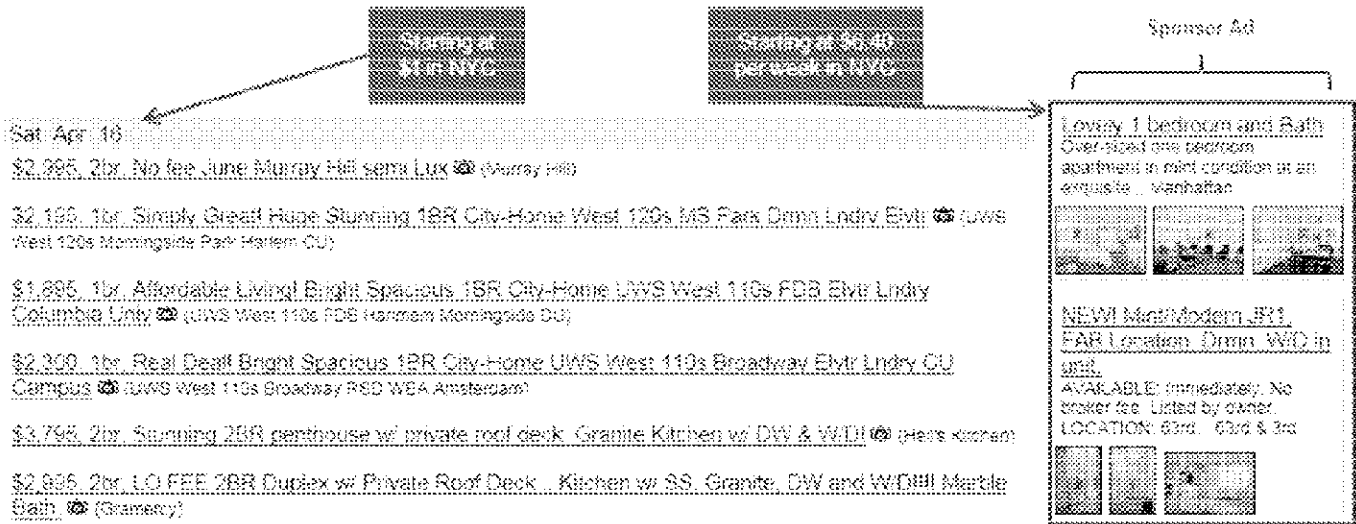 Starting at
$1 in NYC
Starting at $6.49
per week in NYC
Sponsor Ad
Sat Apr 16
$2,995, 2br, No fee June Murray Hill semi Lux (Murray Hill)
$2,195, 1br, Simply Great! Huge Stunning 1BR City-Home West 120s MS Park Drmn Lndry Elvtr (UWS
West 120s Morningside Park Harlem CU)
$1,895, 1br, Affordable Living! Bright Spacious 1BR City-Home UWS West 110s FDB Elvtr Lndry
Columbia Univ (UWS West 110s FDB Morningside CU)
$2,300, 1br, Real Deal! Bright Spacious 1BR City-Home UWS West 110s Broadway Elvtr Lndry CU
Campus (UWS West 110s Broadway RSD WEA Amsterdam)
$3,795, 2br, Stunning 2BR penthouse w/ private roof deck. Granite Kitchen w/ DW & W/D! (Hell's Kitchen)
2br, LO FEE 2BR Duplex w/ Private Roof Deck... Kitchen w/ SS, Granite, DW and W/D!!!! Marble
Bath. (Gramercy)
Lovely 1 bedroom and Bath
Over-sized one bedroom
apartment in mint condition at an
exquisite... Manhattan
NEW! Mint/Modern JR1,
FAB Location, Drmn, W/D in
unit.
AVAILABLE: Immediately. No
broker fee. Listed by owner.
LOCATION: 63rd... 63rd & 3rd